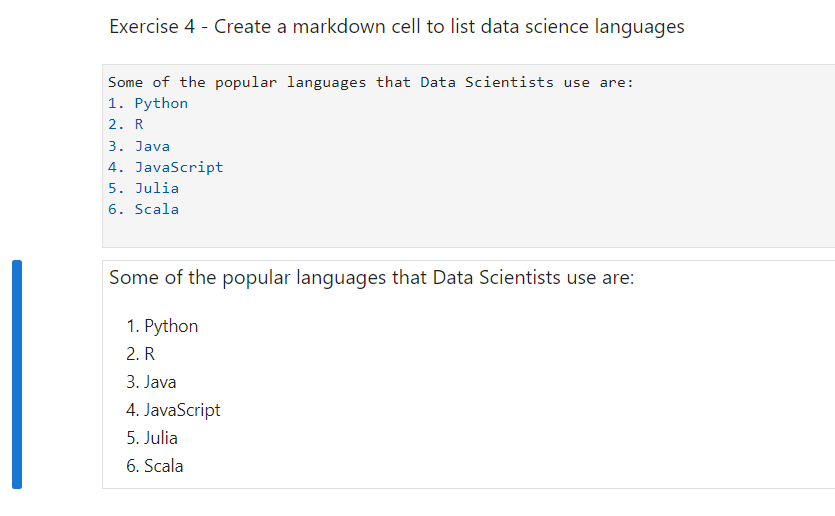 Exercise 4 - Create a markdown cell to list data science languages
Some of the popular languages that Data Scientists use are:
1. Python
2. R
3. Java
4. JavaScript
5. Julia
6. Scala
Some of the popular languages that Data Scientists use are:
1. Python
2. R
3. Java
4. JavaScript
5. Julia
6. Scala